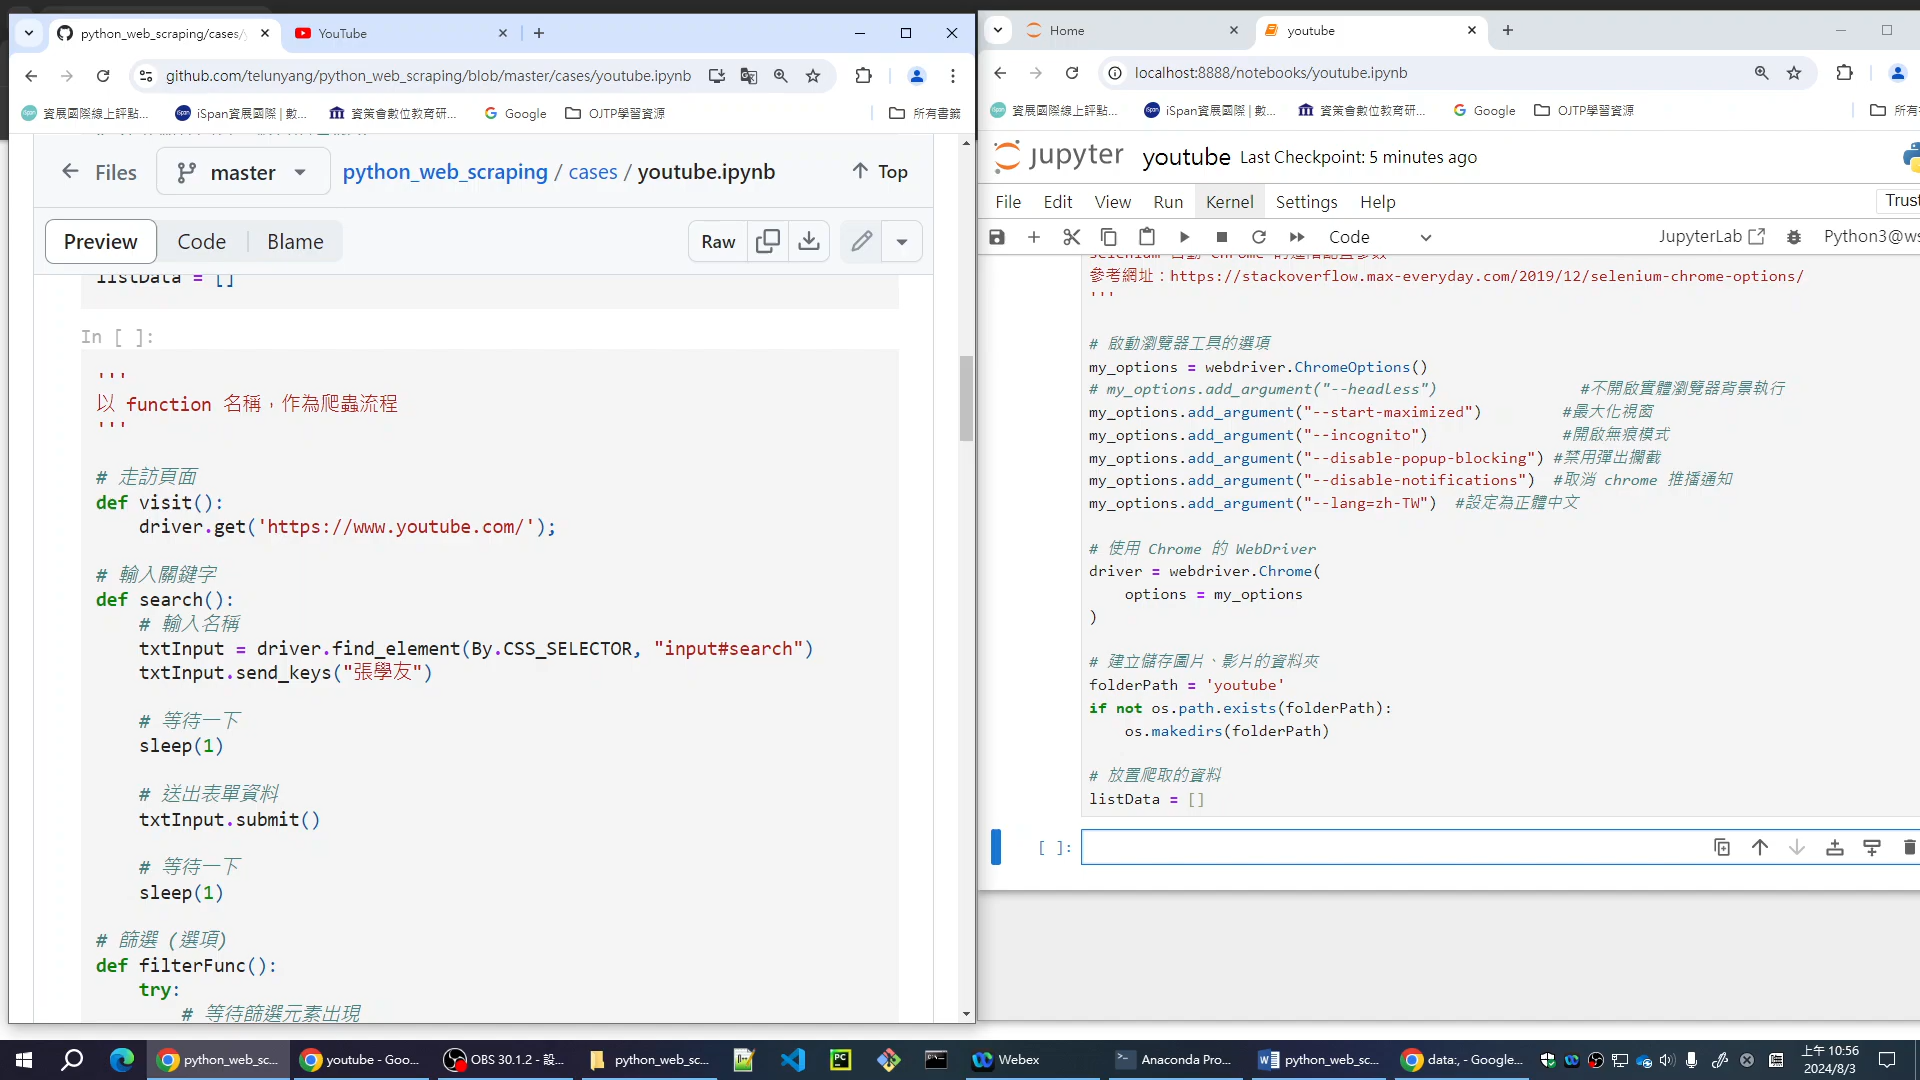 python_web_scraping/cases/
YouTube
github.com/telunyang/python_web_scraping/blob/master/cases/youtube.ipynb
資展國際線上評點...
iSpan資展國際 | 數...
資策會數位教育研...
Google
OJTP學習資源
所有書籤
Files
master
python_web_scraping / cases / youtube.ipynb
Top
Preview
Code
Blame
Raw
listData = []
In [ ]:
'''
以 function 名稱，作為爬蟲流程
'''
# 走訪頁面
def visit():
driver.get('https://www.youtube.com/');
# 輸入關鍵字
def search():
# 輸入名稱
txtInput = driver.find_element(By.CSS_SELECTOR, "input#search")
txtInput.send_keys("張學友")
# 等待一下
sleep(1)
# 送出表單資料
txtInput.submit()
# 等待一下
sleep(1)
# 篩選 (選項)
def filterFunc():
try:
# 等待篩選元素出現
Home
youtube
localhost:8888/notebooks/youtube.ipynb
資展國際線上評點...
iSpan資展國際 | 數...
資策會數位教育研...
Google
OJTP學習資源
所有
jupyter youtube Last Checkpoint: 5 minutes ago
File Edit View Run Kernel Settings Help
Trust
Code
JupyterLab
Python3@ws
selenium 啟動 Chrome 的進階配置參數
參考網址：https://stackoverflow.max-everyday.com/2019/12/selenium-chrome-options/
'''
# 啟動瀏覽器工具的選項
my_options = webdriver.ChromeOptions()
# my_options.add_argument("--headless") #不開啟實體瀏覽器背景執行
my_options.add_argument("--start-maximized") #最大化視窗
my_options.add_argument("--incognito") #開啟無痕模式
my_options.add_argument("--disable-popup-blocking") #禁用彈出攔截
my_options.add_argument("--disable-notifications") #取消 chrome 推播通知
my_options.add_argument("--lang=zh-TW") #設定為正體中文
# 使用 Chrome 的 WebDriver
driver = webdriver.Chrome(
options = my_options
)
# 建立儲存圖片、影片的資料夾
folderPath = 'youtube'
if not os.path.exists(folderPath):
os.makedirs(folderPath)
# 放置爬取的資料
listData = []
[ ]:
python_web_sc...
youtube - Goo...
OBS 30.1.2 - 設...
python_web_sc...
Webex
Anaconda Pro...
python_web_sc...
data:, - Google...
上午 10:56
2024/8/3